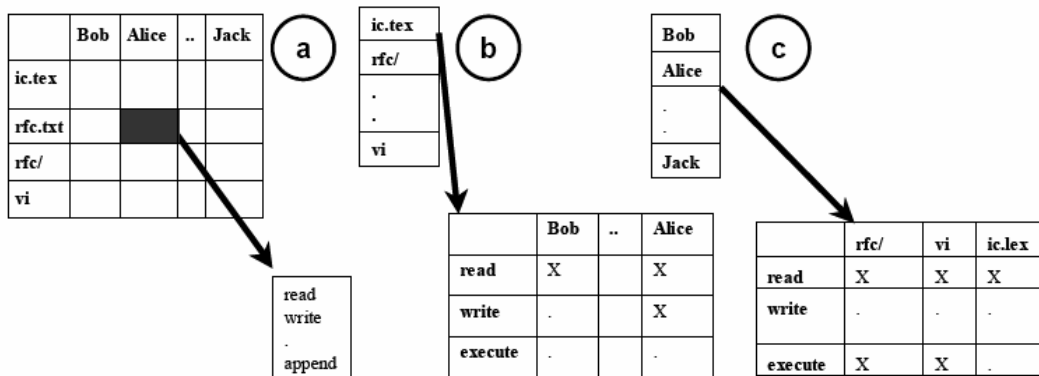 Bob Alice .. Jack
ic.tex
rfc.txt
rfc/
vi
a
read
write
.
append
ic.tex
rfc/
.
.
vi
b
Bob .. Alice
read X X
write . X
execute . .
Bob
Alice
.
.
Jack
c
rfc/ vi ic.lex
read X X X
write . . .
execute X X .